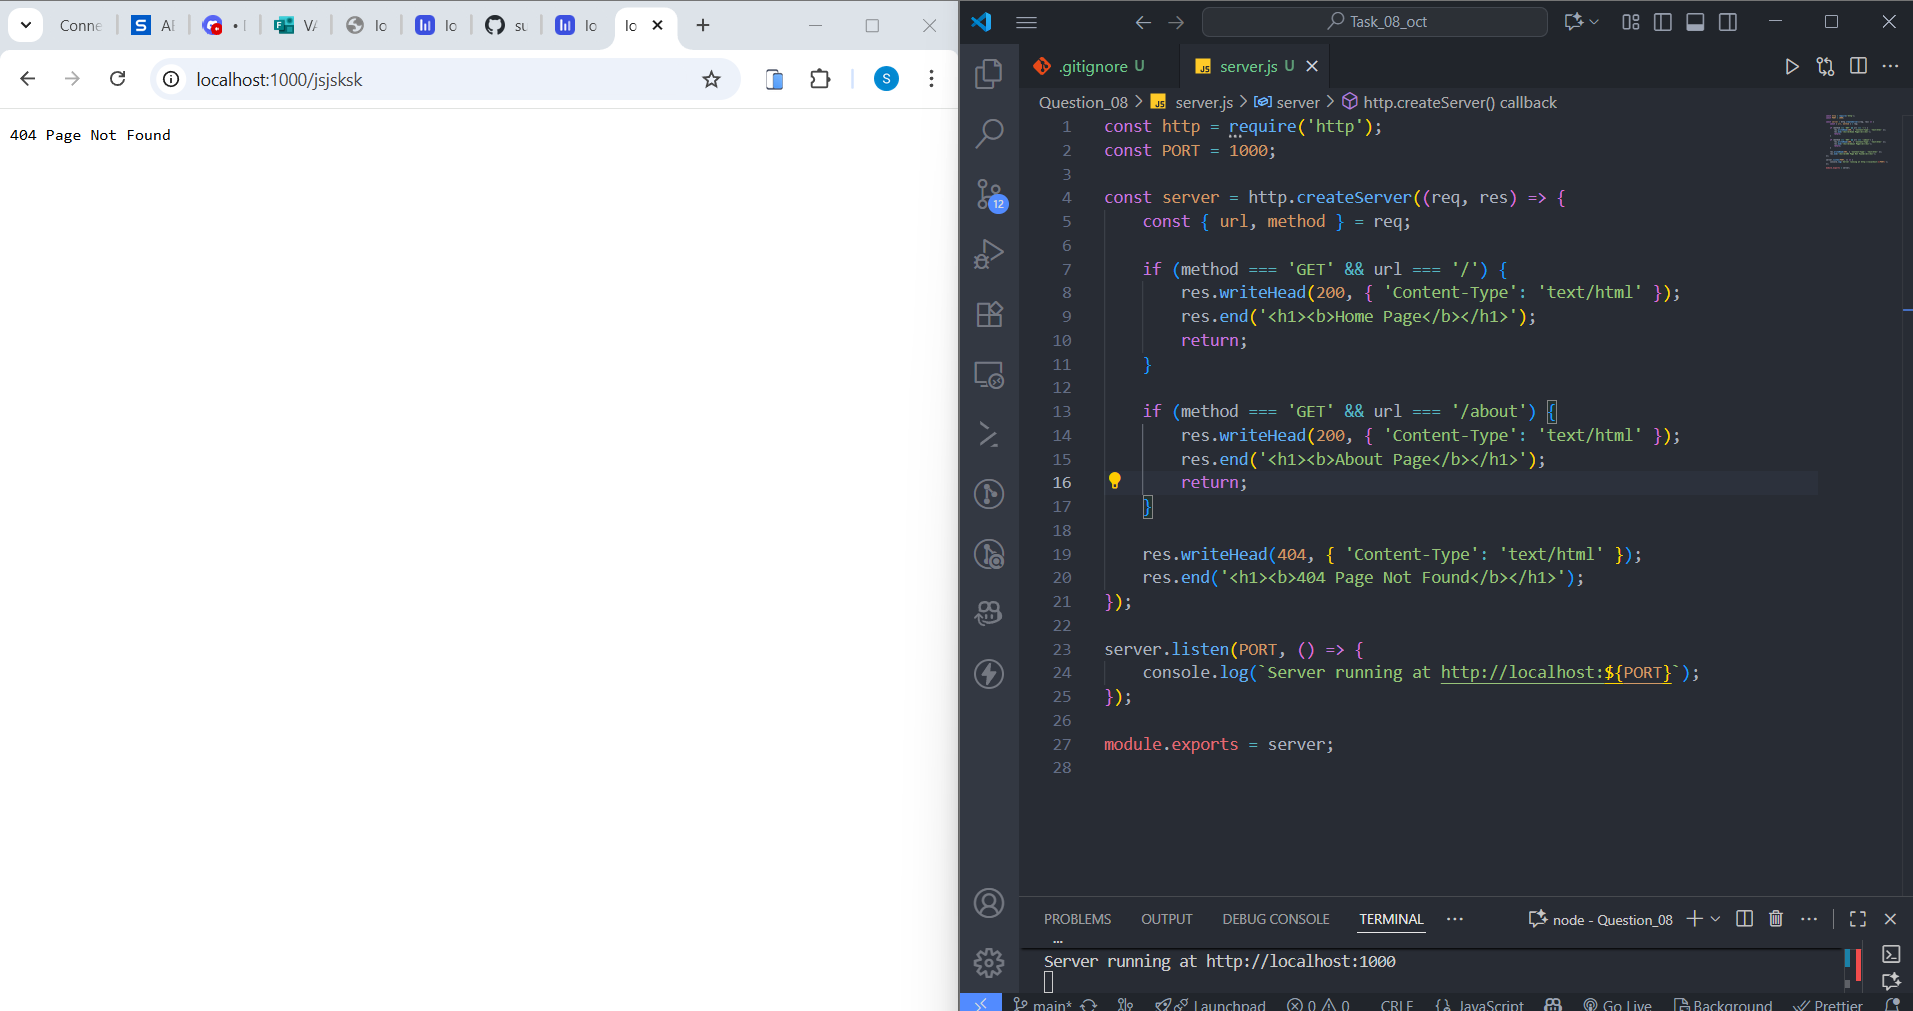 Conne
AE
•
VA
lo
lo
su
lo
lo
localhost:1000/jsjsksk
S
404 Page Not Found
Task_08_oct
.gitignore U
server.js U
Question_08 > server.js > server > http.createServer() callback
1 const http = require('http');
2 const PORT = 1000;
3
4 const server = http.createServer((req, res) => {
5 const { url, method } = req;
6
7 if (method === 'GET' && url === '/') {
8 res.writeHead(200, { 'Content-Type': 'text/html' });
9 res.end('<h1><b>Home Page</b></h1>');
10 return;
11 }
12
13 if (method === 'GET' && url === '/about') {
14 res.writeHead(200, { 'Content-Type': 'text/html' });
15 res.end('<h1><b>About Page</b></h1>');
16 return;
17 }
18
19 res.writeHead(404, { 'Content-Type': 'text/html' });
20 res.end('<h1><b>404 Page Not Found</b></h1>');
21 });
22
23 server.listen(PORT, () => {
24 console.log(`Server running at http://localhost:${PORT}`);
25 });
26
27 module.exports = server;
28
12
PROBLEMS OUTPUT DEBUG CONSOLE TERMINAL ... node - Question_08
...
Server running at http://localhost:1000
main* Launchpad 0 0 CRLF {} JavaScript Go Live Background Prettier